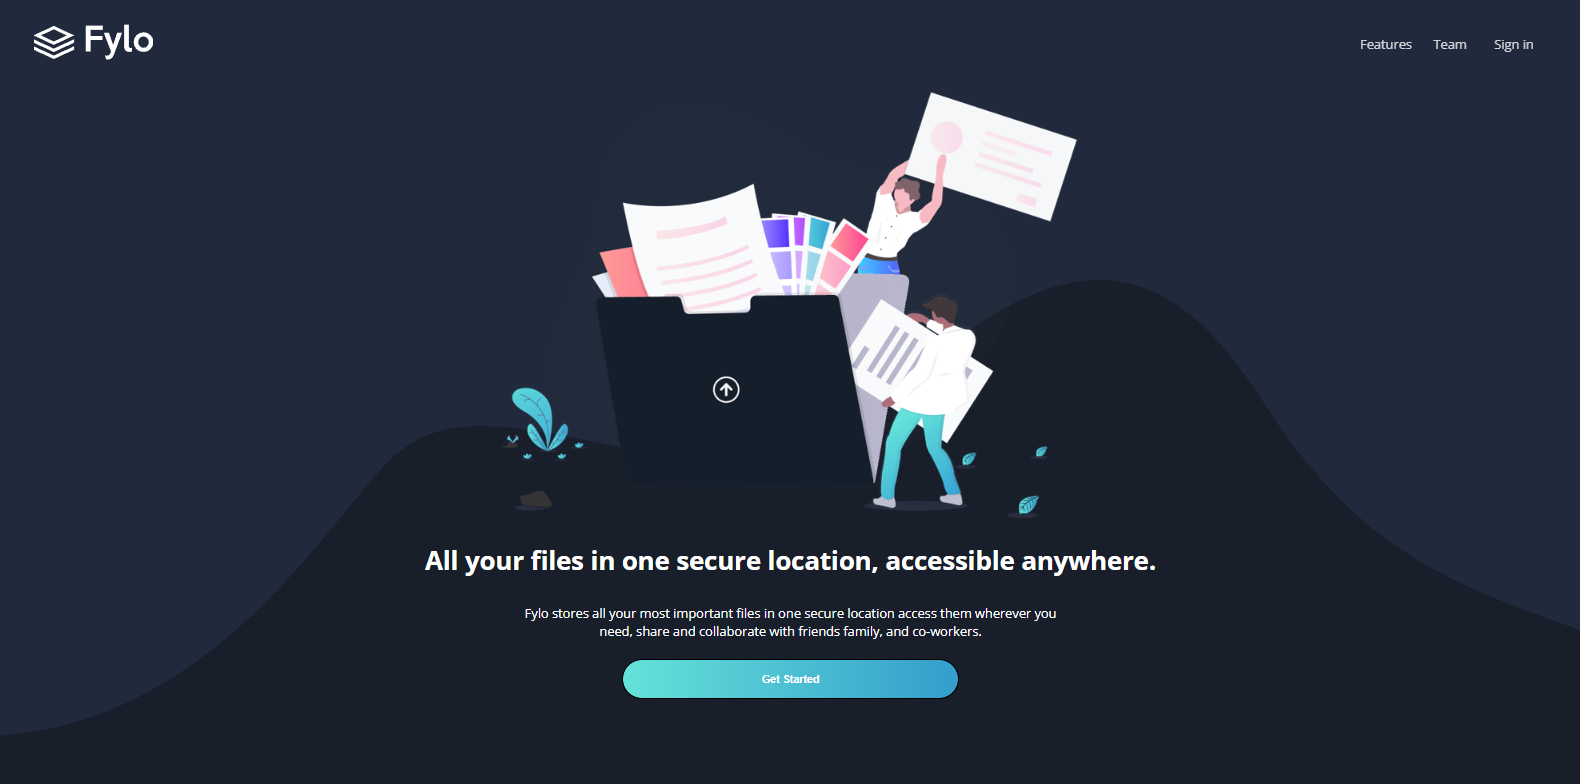 Fylo
Features Team Sign in
All your files in one secure location, accessible anywhere.
Fylo stores all your most important files in one secure location access them wherever you
need, share and collaborate with friends family, and co-workers.
Get Started